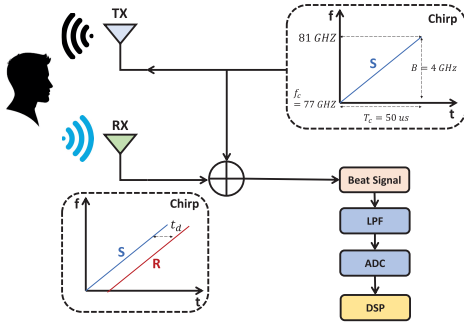 TX
f
Chirp
81 GHZ
S
B = 4 GHz
f_c
= 77 GHZ
t
T_c = 50 us
RX
Beat Signal
f
Chirp
t_d
S
R
t
LPF
ADC
DSP